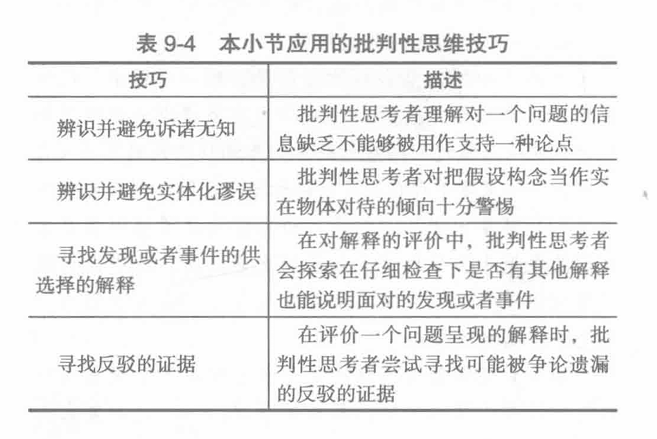 表 9-4 本小节应用的批判性思维技巧
技巧 描述
辨识并避免诉诸无知
批判性思考者理解对一个问题的信
息缺乏不能够被用作支持一种论点
辨识并避免实体化谬误
批判性思考者对把假设构念当作实
在物体对待的倾向十分警惕
寻找发现或者事件的供
选择的解释
在对解释的评价中，批判性思考者
会探索在仔细检查下是否有其他解释
也能说明面对的发现或者事件
寻找反驳的证据
在评价一个问题呈现的解释时，批
判性思考者尝试寻找可能被争论遗漏
的反驳的证据